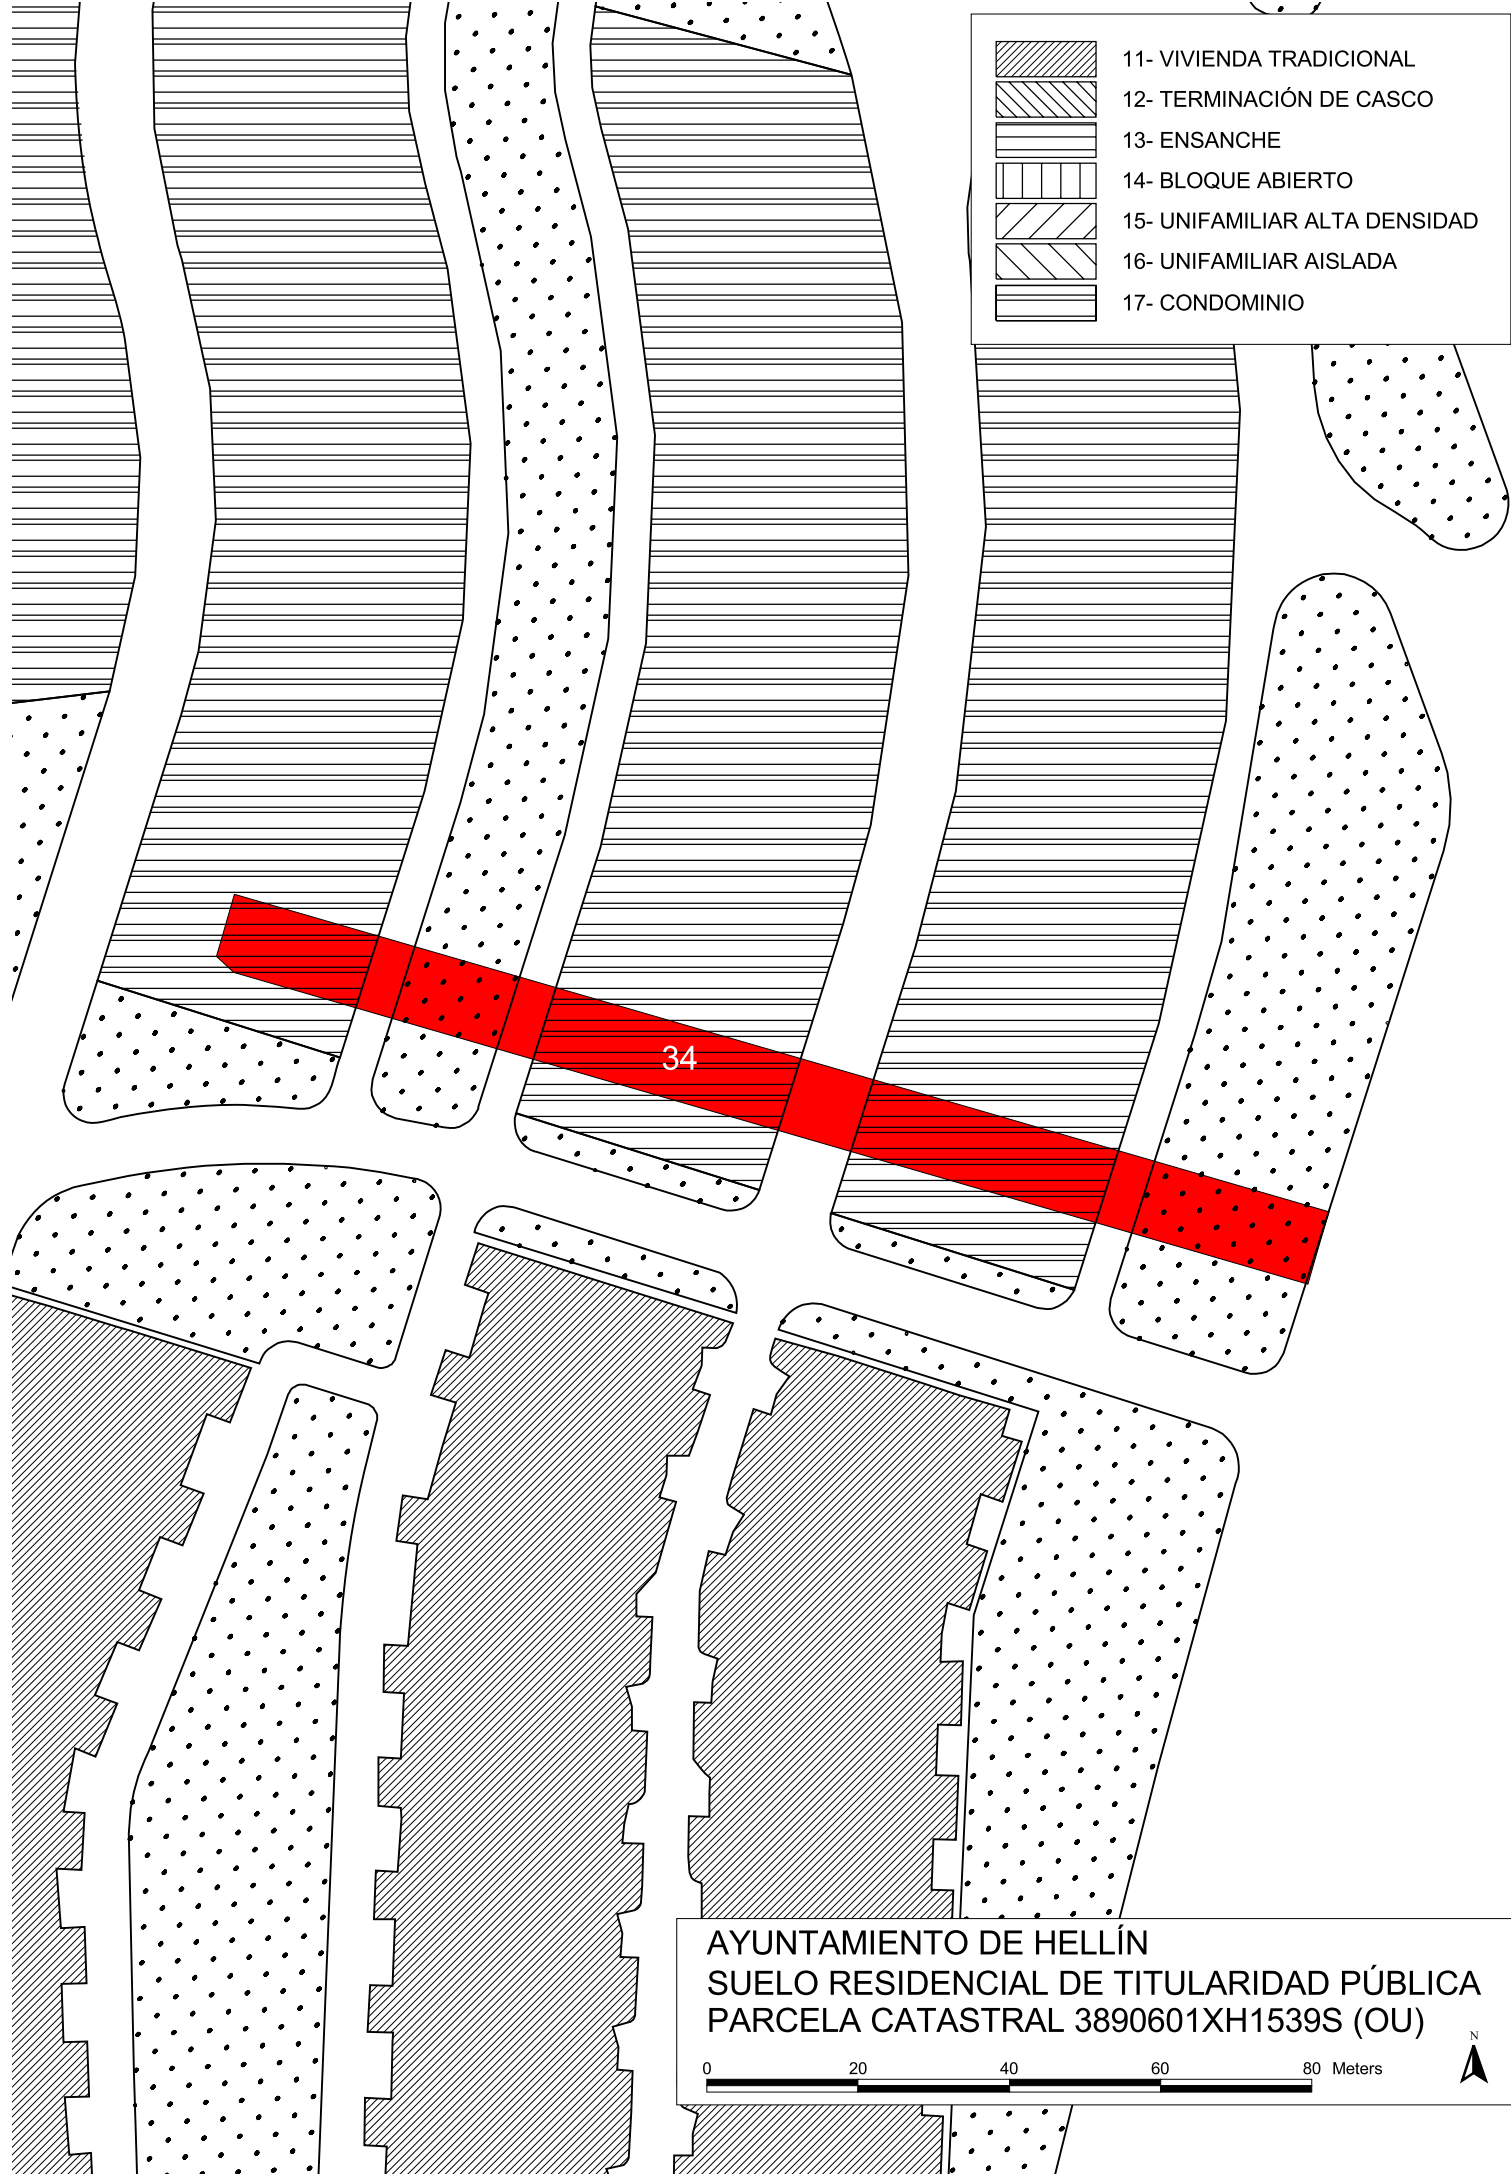 11- VIVIENDA TRADICIONAL
12- TERMINACIÓN DE CASCO
13- ENSANCHE
14- BLOQUE ABIERTO
15- UNIFAMILIAR ALTA DENSIDAD
16- UNIFAMILIAR AISLADA
17- CONDOMINIO
34
AYUNTAMIENTO DE HELLÍN
SUELO RESIDENCIAL DE TITULARIDAD PÚBLICA
PARCELA CATASTRAL 3890601XH1539S (OU)
N
0 20 40 60 80 Meters